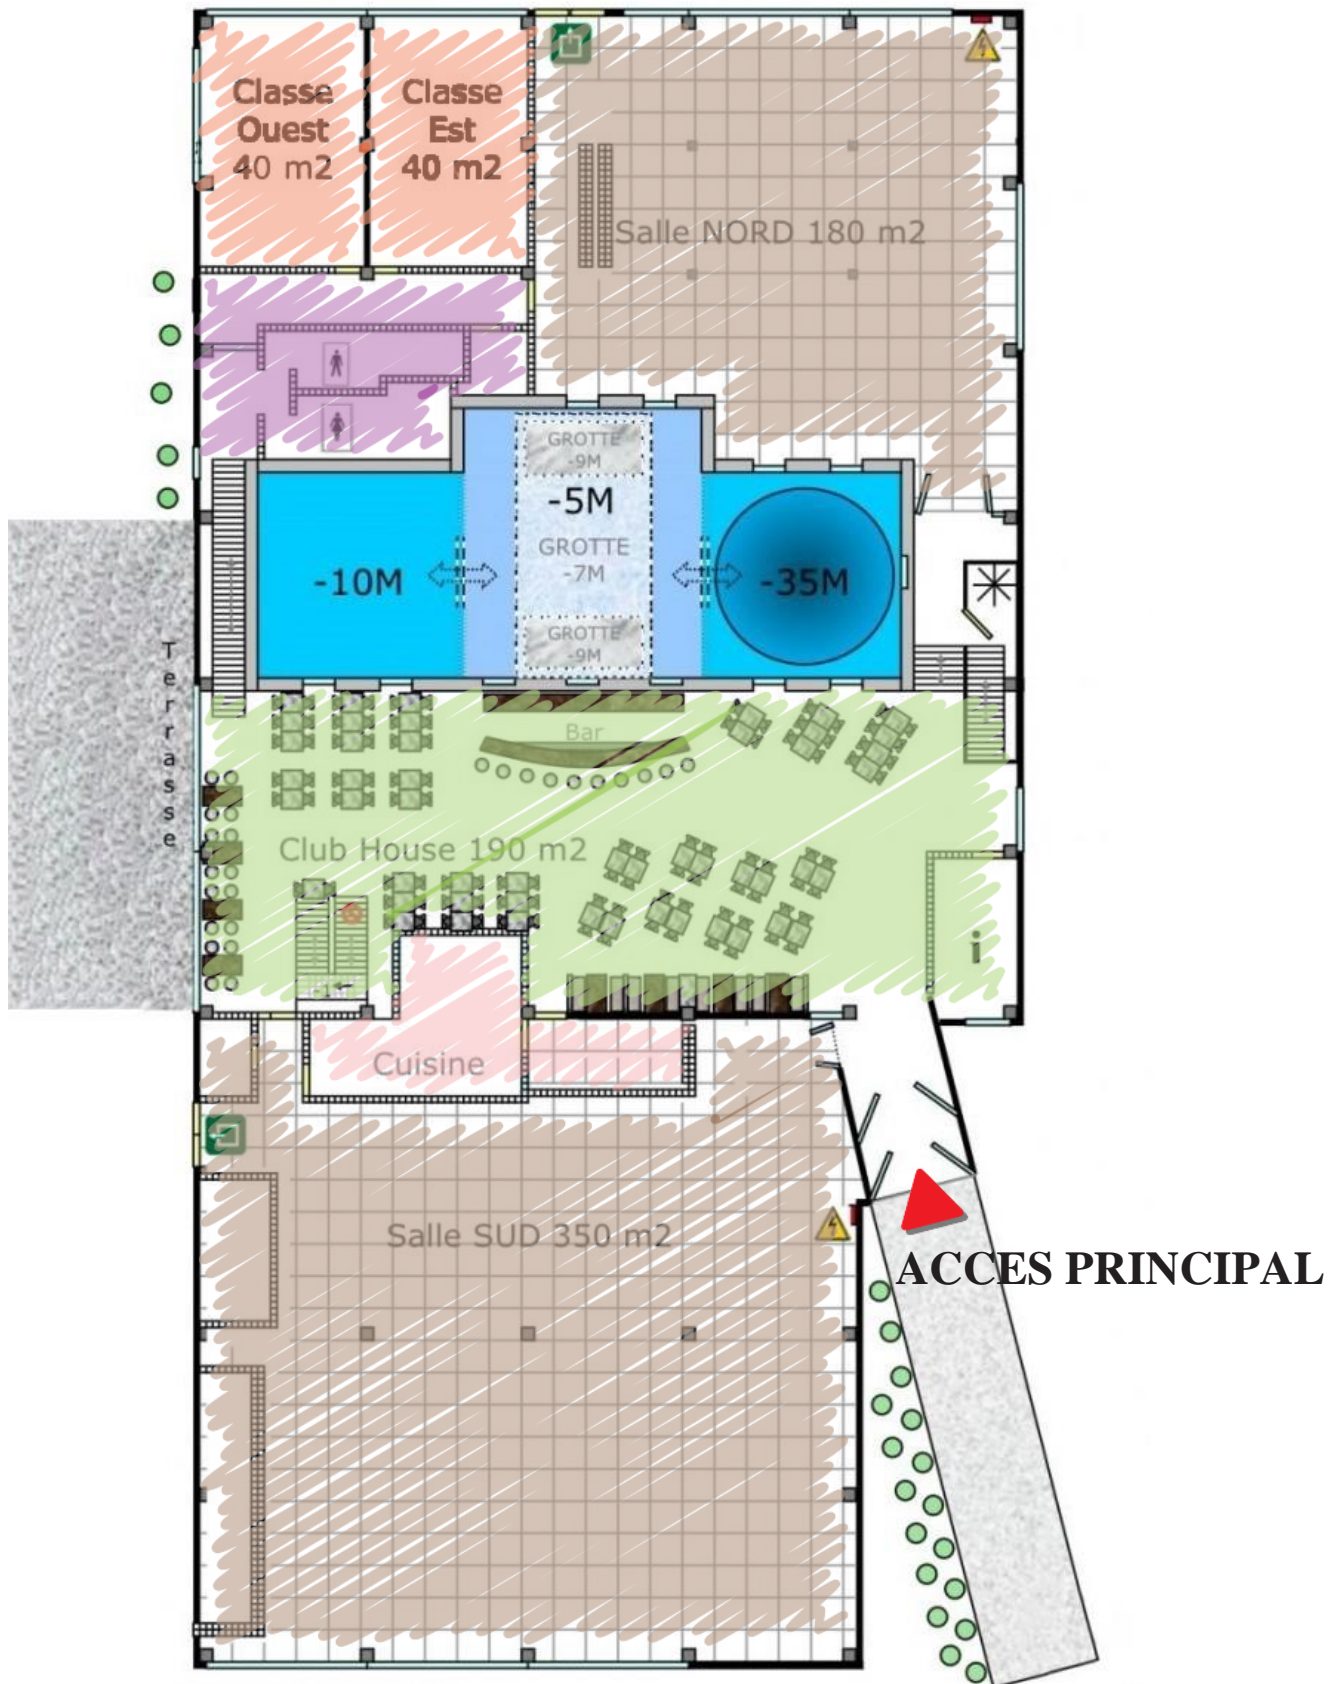 Classe
Ouest
40 m2
Classe
Est
40 m2
Salle NORD 180 m2
GROTTE
-9M
-5M
GROTTE
-7M
-10M
-35M
GROTTE
-9M
Terrasse
Bar
Club House 190 m2
i
Cuisine
Salle SUD 350 m2
ACCES PRINCIPAL